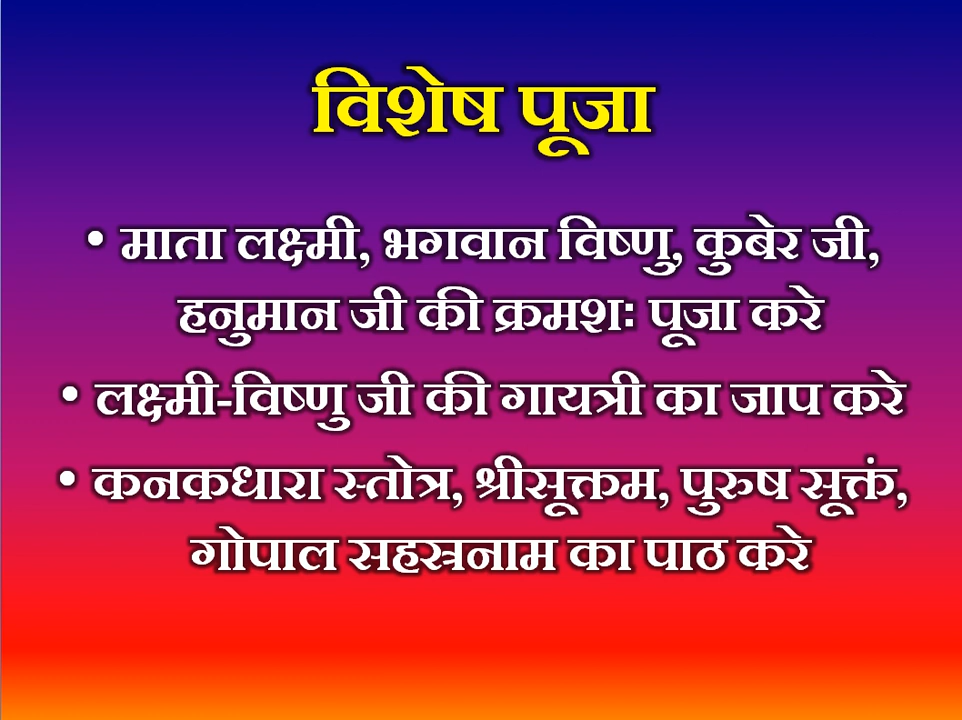 विशेष पूजा
• माता लक्ष्मी, भगवान विष्णु, कुबेर जी,
हनुमान जी की क्रमशः पूजा करे
• लक्ष्मी-विष्णु जी की गायत्री का जाप करे
• कनकधारा स्तोत्र, श्रीसूक्तम, पुरुष सूक्तं,
गोपाल सहस्रनाम का पाठ करे